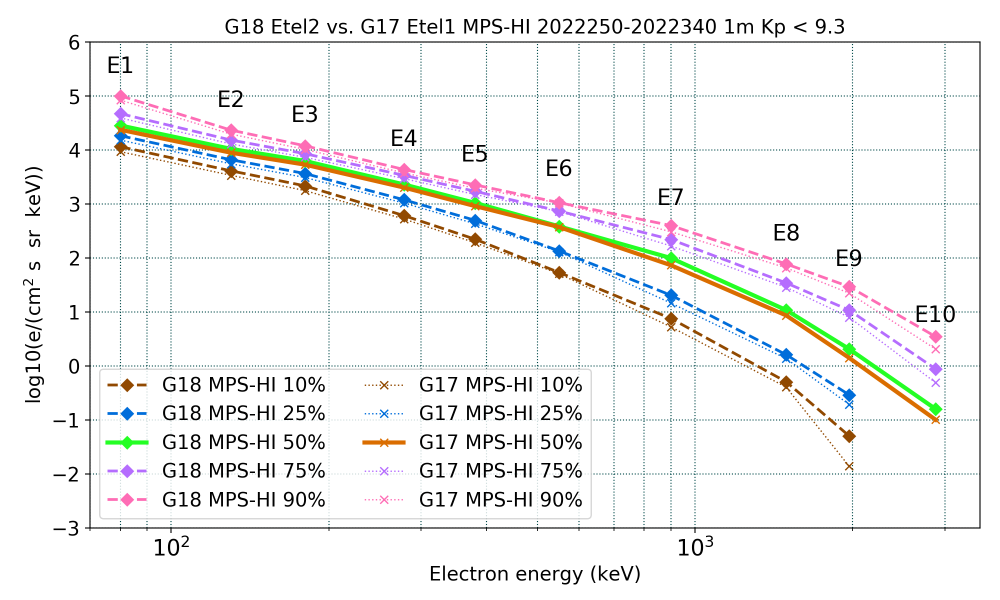 G18 Etel2 vs. G17 Etel1 MPS-HI 2022250-2022340 1m Kp < 9.3
log10(e/(cm² s sr keV))
6
5
4
3
2
1
0
−1
−2
−3
E1
E2
E3
E4
E5
E6
E7
E8
E9
E10
G18 MPS-HI 10%
G18 MPS-HI 25%
G18 MPS-HI 50%
G18 MPS-HI 75%
G18 MPS-HI 90%
G17 MPS-HI 10%
G17 MPS-HI 25%
G17 MPS-HI 50%
G17 MPS-HI 75%
G17 MPS-HI 90%
10²
10³
Electron energy (keV)